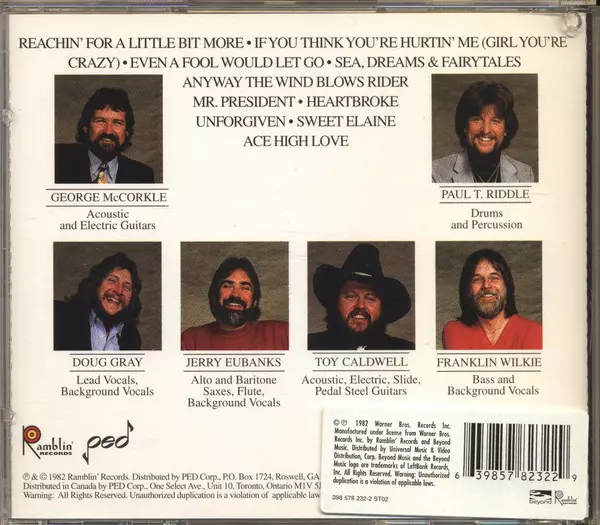 REACHIN' FOR A LITTLE BIT MORE • IF YOU THINK YOU'RE HURTIN' ME (GIRL YOU'RE
CRAZY) • EVEN A FOOL WOULD LET GO • SEA, DREAMS & FAIRYTALES
ANYWAY THE WIND BLOWS RIDER
MR. PRESIDENT • HEARTBROKE
UNFORGIVEN • SWEET ELAINE
ACE HIGH LOVE
GEORGE McCORKLE
Acoustic
and Electric Guitars
PAUL T. RIDDLE
Drums
and Percussion
DOUG GRAY
Lead Vocals,
Background Vocals
JERRY EUBANKS
Alto and Baritone
Saxes, Flute,
Background Vocals
TOY CALDWELL
Acoustic, Electric, Slide,
Pedal Steel Guitars
FRANKLIN WILKIE
Bass and
Background Vocals
Ramblin'
RECORDS
ped
℗ & © 1982 Ramblin' Records. Distributed by PED Corp., P.O. Box 1724, Roswell, GA
Distributed in Canada by PED Corp., One Select Ave., Unit 10, Toronto, Ontario M1V 5J
Warning: All Rights Reserved. Unauthorized duplication is a violation of applicable law
©℗ 1982 Warner Bros. Records Inc.
Manufactured under license from Warner Bros.
Records Inc. by Ramblin' Records and Beyond
Music. Distributed by Universal Music & Video
Distribution, Corp. Beyond Music and the Beyond
Music logo are trademarks of LeftBank Records,
Inc. All Rights Reserved. Warning: Unauthorized
duplication is a violation of applicable laws.
398 578 232-2 ST02
6 39857 82322 9
beyond